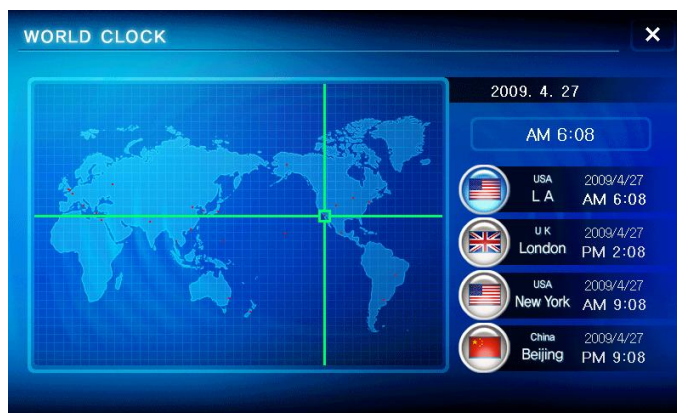 WORLD CLOCK
2009. 4. 27
AM 6:08
USA 2009/4/27
L A AM 6:08
U K 2009/4/27
London PM 2:08
USA 2009/4/27
New York AM 9:08
China 2009/4/27
Beijing PM 9:08